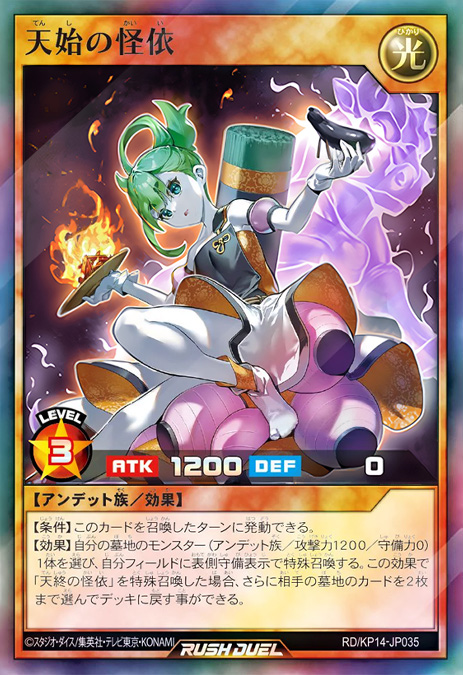 てんし かいい
天始の怪依
ひかり
光
LEVEL
3
ATK 1200 DEF 0
【アンデット族／効果】
【条件】このカードを召喚したターンに発動できる。
【効果】自分の墓地のモンスター（アンデット族／攻撃力1200／守備力0）
1体を選び、自分フィールドに表側守備表示で特殊召喚する。この効果で
「天終の怪依」を特殊召喚した場合、さらに相手の墓地のカードを2枚
まで選んでデッキに戻す事ができる。
©スタジオ・ダイス/集英社・テレビ東京・KONAMI
RUSH DUEL
RD/KP14-JP035